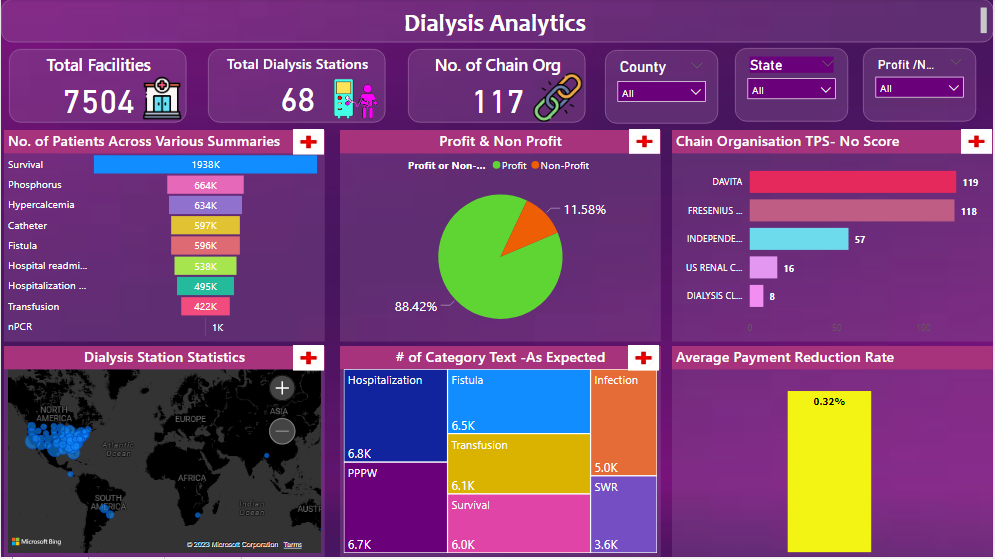 Dialysis Analytics
Total Facilities
7504
Total Dialysis Stations
68
No. of Chain Org
117
County
All
State
All
Profit /N...
All
No. of Patients Across Various Summaries
Survival
1938K
Phosphorus
664K
Hypercalcemia
634K
Catheter
597K
Fistula
596K
Hospital readmi...
538K
Hospitalization ...
495K
Transfusion
422K
nPCR
1K
Profit & Non Profit
Profit or Non-... Profit Non-Profit
11.58%
88.42%
Chain Organisation TPS- No Score
DAVITA
119
FRESENIUS ...
118
INDEPENDE...
57
US RENAL C...
16
DIALYSIS CL...
8
0 50 100
Dialysis Station Statistics
NORTH
AMERICA
EUROPE
ASIA
Atlantic
Ocean
AFRICA
SOUTH
AMERICA
Indian
Ocean
AUSTI
Microsoft Bing
© 2023 Microsoft Corporation Terms
# of Category Text -As Expected
Hospitalization
6.8K
PPPW
6.7K
Fistula
6.5K
Transfusion
6.1K
Survival
6.0K
Infection
5.0K
SWR
3.6K
Average Payment Reduction Rate
0.32%